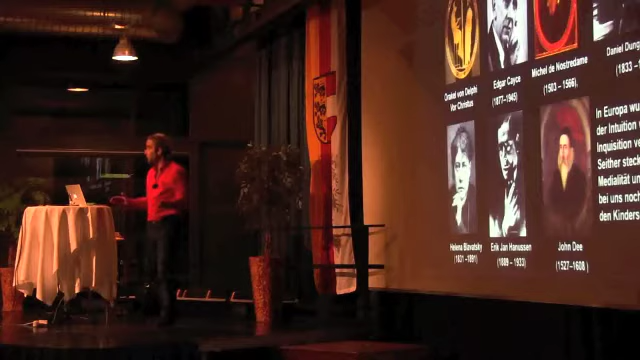 Orakel von Delphi
Vor Christus
Edgar Cayce
(1877-1945)
Michel de Nostredame
(1503 – 1566),
Daniel Dung
(1833 –
Helena Blavatsky
(1831 - 1891)
Erik Jan Hanussen
(1889 – 1933)
John Dee
(1527–1608)
In Europa wu
der Intuition
Inquisition ve
Seither steck
Medialität un
bei uns noch
den Kinders